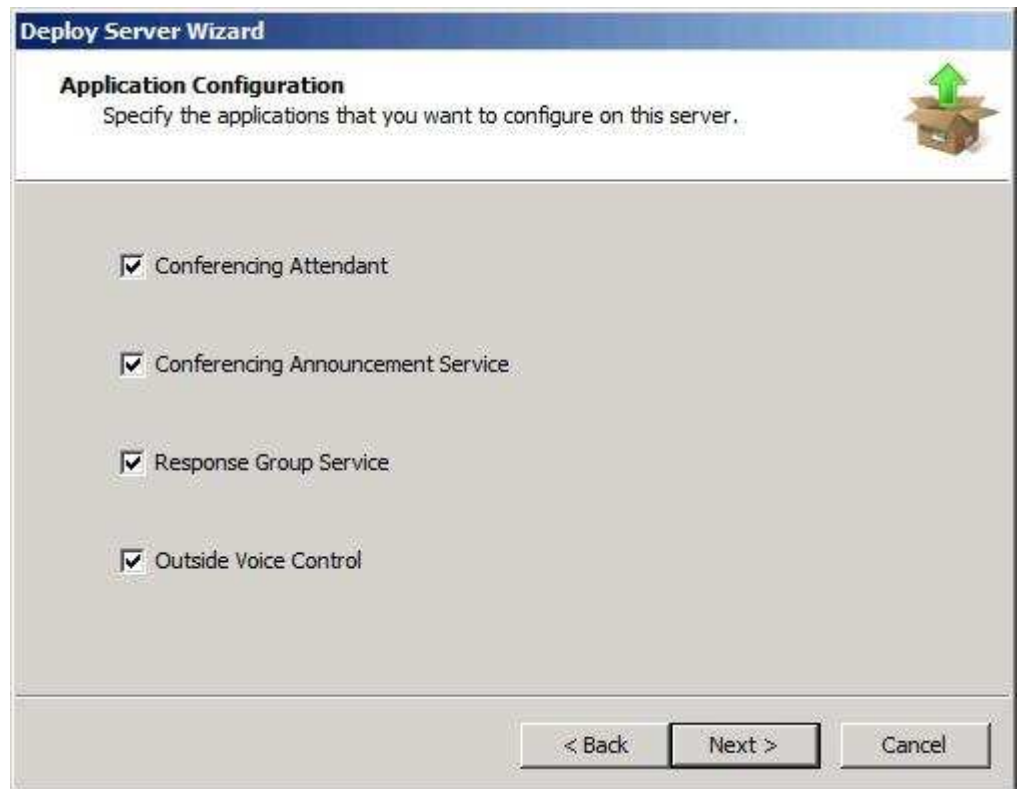 Deploy Server Wizard
Application Configuration
Specify the applications that you want to configure on this server.
Conferencing Attendant
Conferencing Announcement Service
Response Group Service
Outside Voice Control
< Back
Next >
Cancel